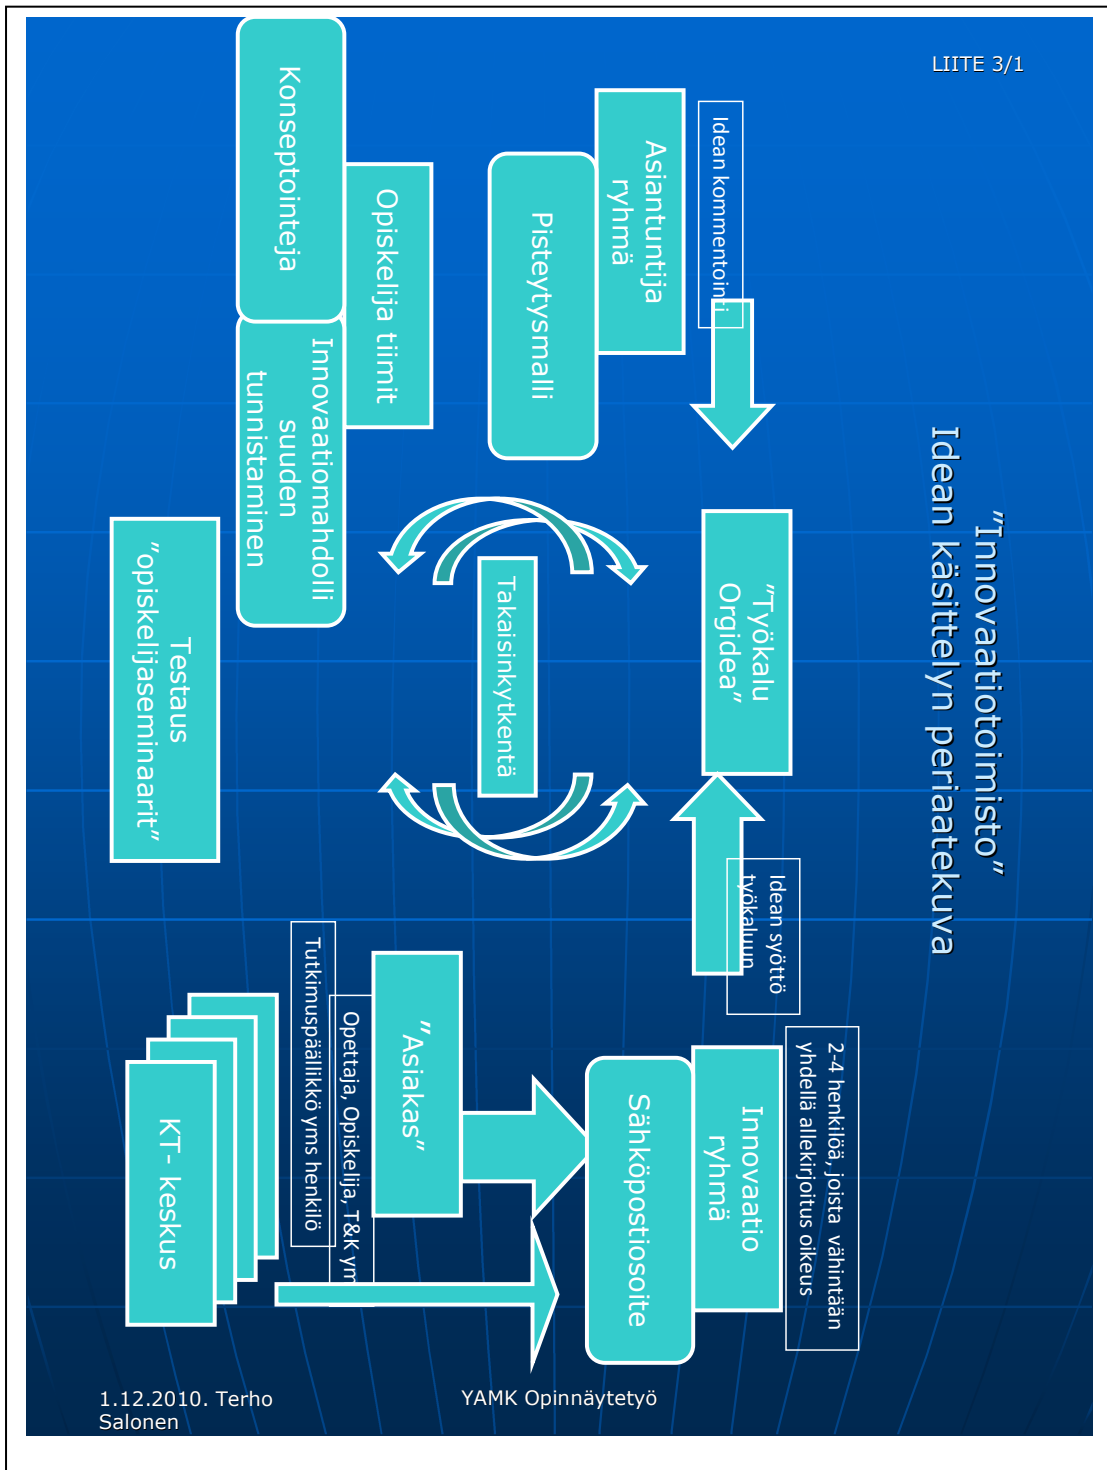 LIITE 3/1
”Innovaatiotoimisto”
Idean käsittelyn periaatekuva
Idean kommentointi
Asiantuntija
ryhmä
Pisteytysmalli
Opiskelija tiimit
Konseptointeja
Innovaatiomahdolli
suuden
tunnistaminen
”Työkalu
Orgidea”
Takaisinkytkentä
Testaus
”opiskelijaseminaarit”
Idean syöttö
työkaluun
2-4 henkilöä, joista vähintään
yhdellä allekirjoitus oikeus
Innovaatio
ryhmä
Sähköpostiosoite
”Asiakas”
Opettaja, Opiskelija, T&K ym
Tutkimuspäällikkö yms henkilö
KT- keskus
1.12.2010. Terho
Salonen
YAMK Opinnäytetyö